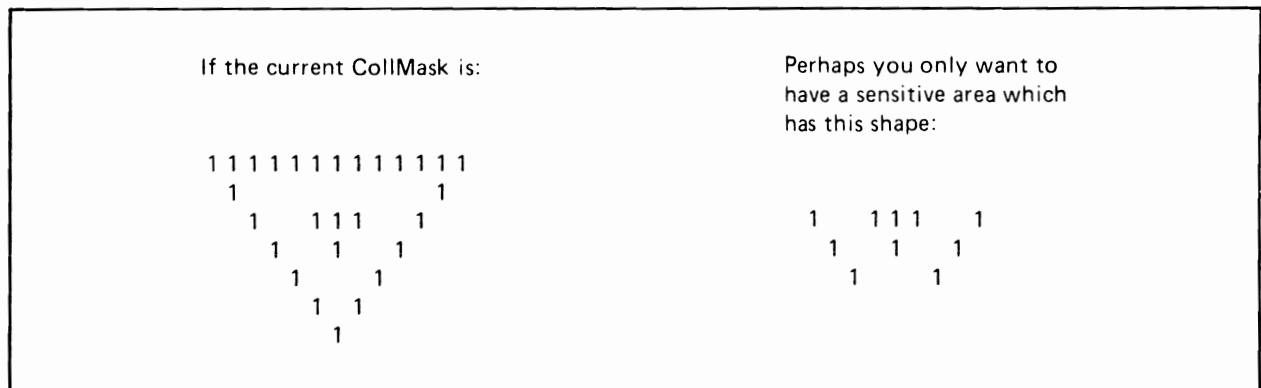 If the current CollMask is:
1 1 1 1 1 1 1 1 1 1 1 1 1
1 1
1 1 1 1 1
1 1 1
1 1
1 1
1
Perhaps you only want to
have a sensitive area which
has this shape:
1 1 1 1 1
1 1 1
1 1